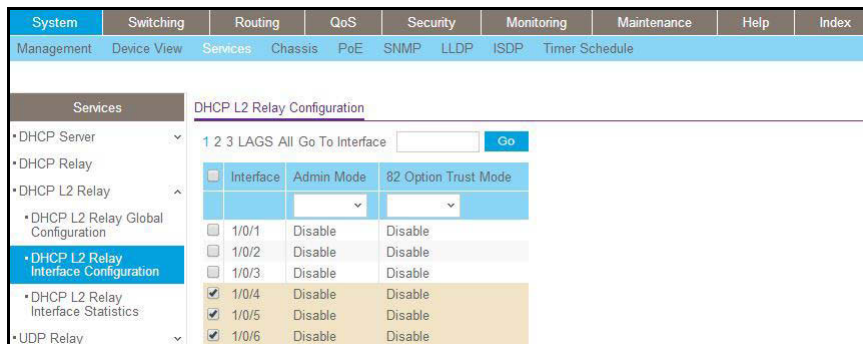 System Switching Routing QoS Security Monitoring Maintenance Help Index
Management Device View Services Chassis PoE SNMP LLDP ISDP Timer Schedule
Services
DHCP Server
DHCP Relay
DHCP L2 Relay
DHCP L2 Relay Global
Configuration
DHCP L2 Relay
Interface Configuration
DHCP L2 Relay
Interface Statistics
UDP Relay
DHCP L2 Relay Configuration
1 2 3 LAGS All Go To Interface Go
Interface Admin Mode 82 Option Trust Mode
1/0/1 Disable Disable
1/0/2 Disable Disable
1/0/3 Disable Disable
1/0/4 Disable Disable
1/0/5 Disable Disable
1/0/6 Disable Disable